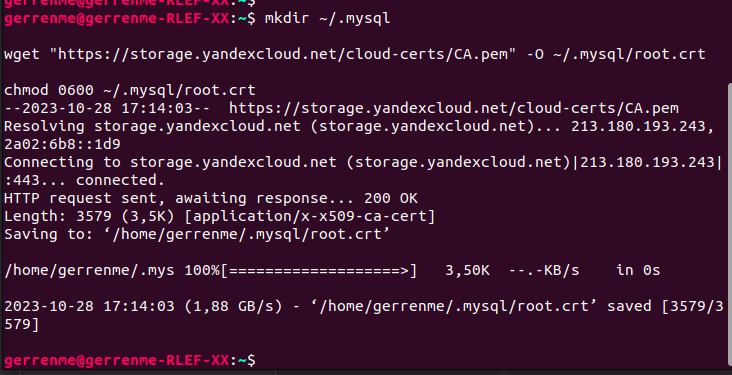 gerrenme@gerrenme-RLEF-XX:~$
gerrenme@gerrenme-RLEF-XX:~$ mkdir ~/.mysql
wget "https://storage.yandexcloud.net/cloud-certs/CA.pem" -O ~/.mysql/root.crt
chmod 0600 ~/.mysql/root.crt
--2023-10-28 17:14:03--  https://storage.yandexcloud.net/cloud-certs/CA.pem
Resolving storage.yandexcloud.net (storage.yandexcloud.net)... 213.180.193.243,
2a02:6b8::1d9
Connecting to storage.yandexcloud.net (storage.yandexcloud.net)|213.180.193.243|
:443... connected.
HTTP request sent, awaiting response... 200 OK
Length: 3579 (3,5K) [application/x-x509-ca-cert]
Saving to: ‘/home/gerrenme/.mysql/root.crt’
/home/gerrenme/.mys 100%[===================>]   3,50K  --.-KB/s    in 0s
2023-10-28 17:14:03 (1,88 GB/s) - ‘/home/gerrenme/.mysql/root.crt’ saved [3579/3
579]
gerrenme@gerrenme-RLEF-XX:~$